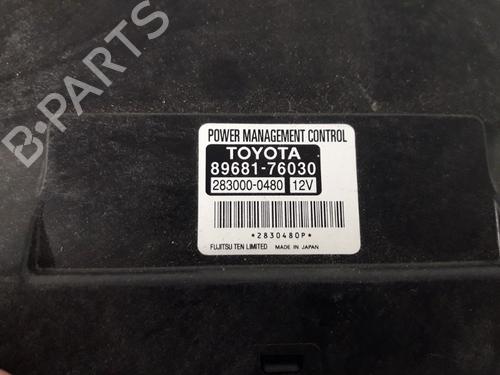 B-PARTS
POWER MANAGEMENT CONTROL
TOYOTA
89681-76030
283000-0480 12V
*2830480P*
FUJITSU TEN LIMITED MADE IN JAPAN